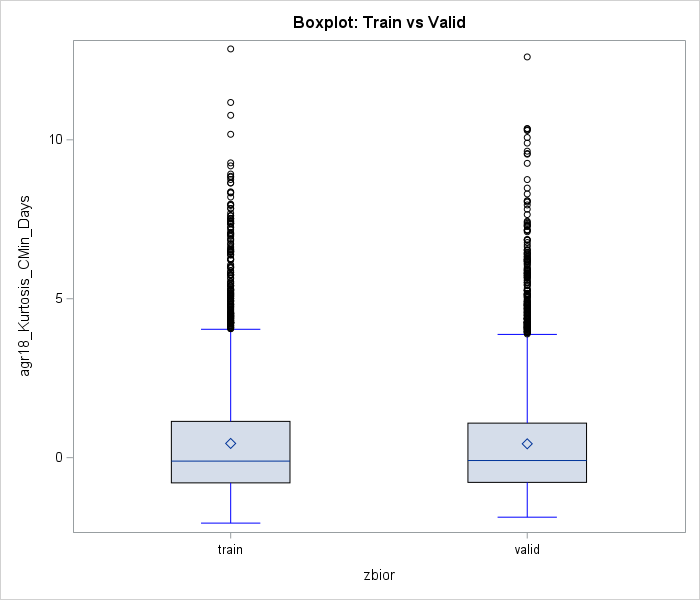 Boxplot: Train vs Valid
10
5
0
agr18_Kurtosis_CMin_Days
train
valid
zbior